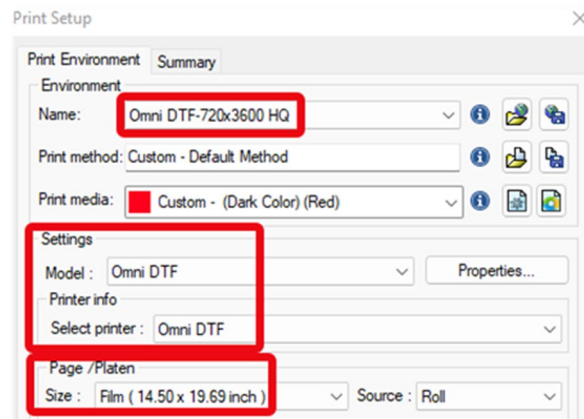 Print Setup
Print Environment Summary
Environment
Name: Omni DTF-720x3600 HQ
Print method: Custom - Default Method
Print media: Custom - (Dark Color) (Red)
Settings
Model : Omni DTF Properties...
Printer info
Select printer : Omni DTF
Page /Platen
Size : Film ( 14.50 x 19.69 inch ) Source : Roll